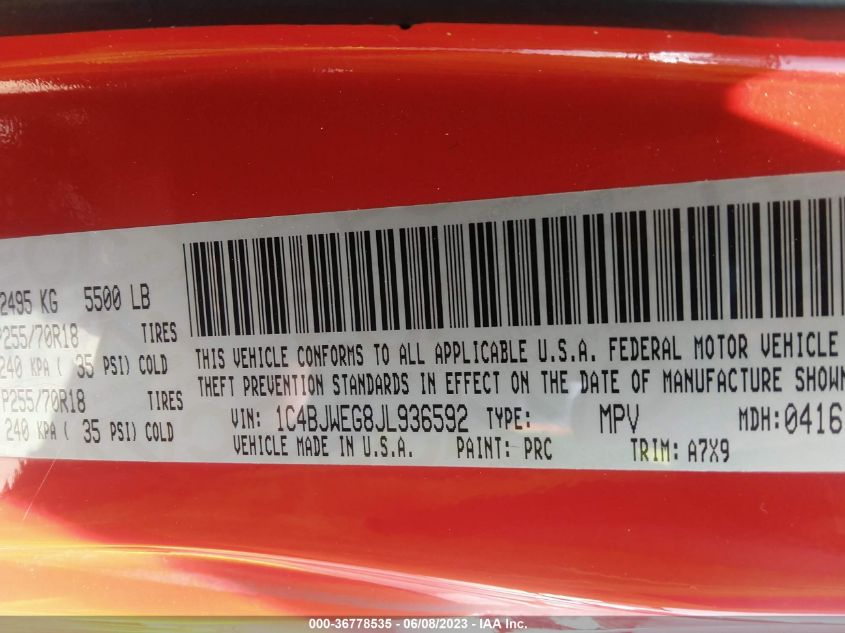 2495 KG 5500 LB
P255/70R18 TIRES
240 KPA ( 35 PSI) COLD
P255/70R18 TIRES
240 KPA ( 35 PSI) COLD
THIS VEHICLE CONFORMS TO ALL APPLICABLE U.S.A. FEDERAL MOTOR VEHICLE
THEFT PREVENTION STANDARDS IN EFFECT ON THE DATE OF MANUFACTURE SHOWN
VIN: 1C4BJWEG8JL936592 TYPE: MPV MDH:0416
VEHICLE MADE IN U.S.A. PAINT: PRC TRIM: A7X9
000-36778535 - 06/08/2023 - IAA Inc.